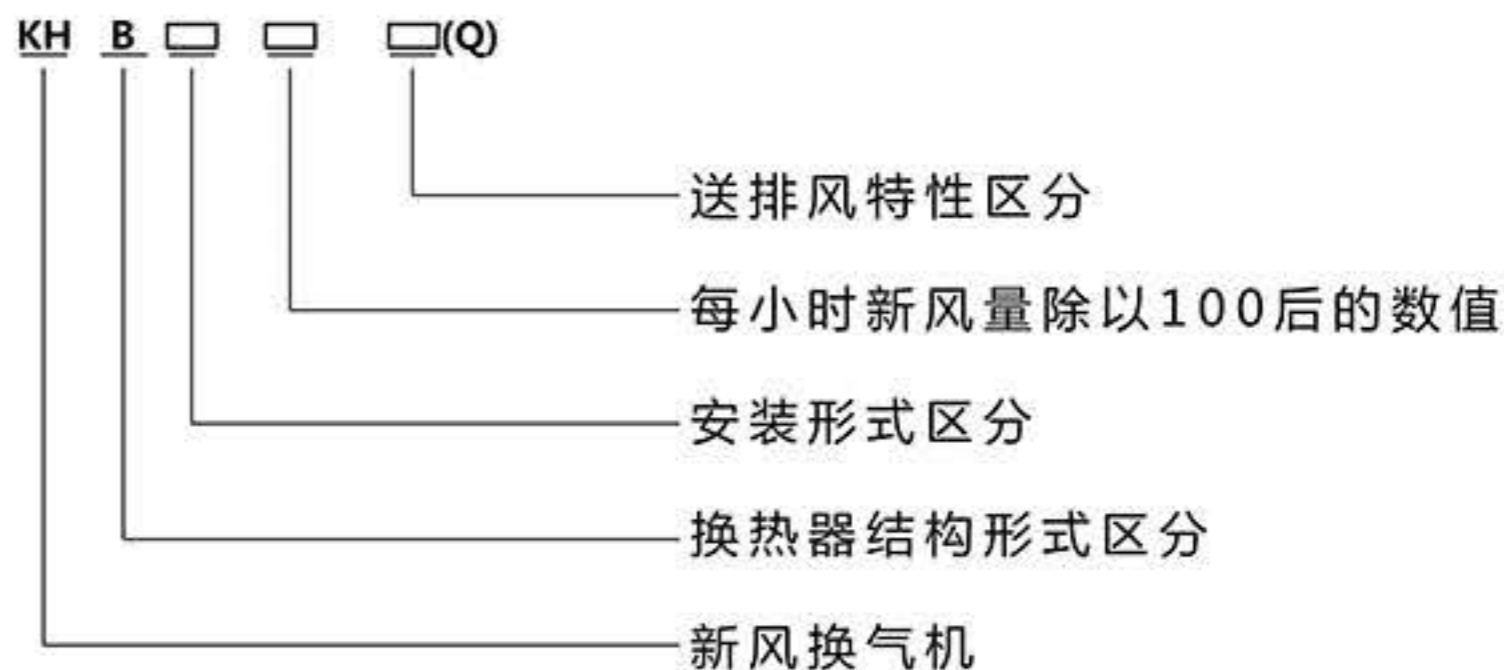 KH B □ □ □(Q)
送排风特性区分
每小时新风量除以100后的数值
安装形式区分
换热器结构形式区分
新风换气机